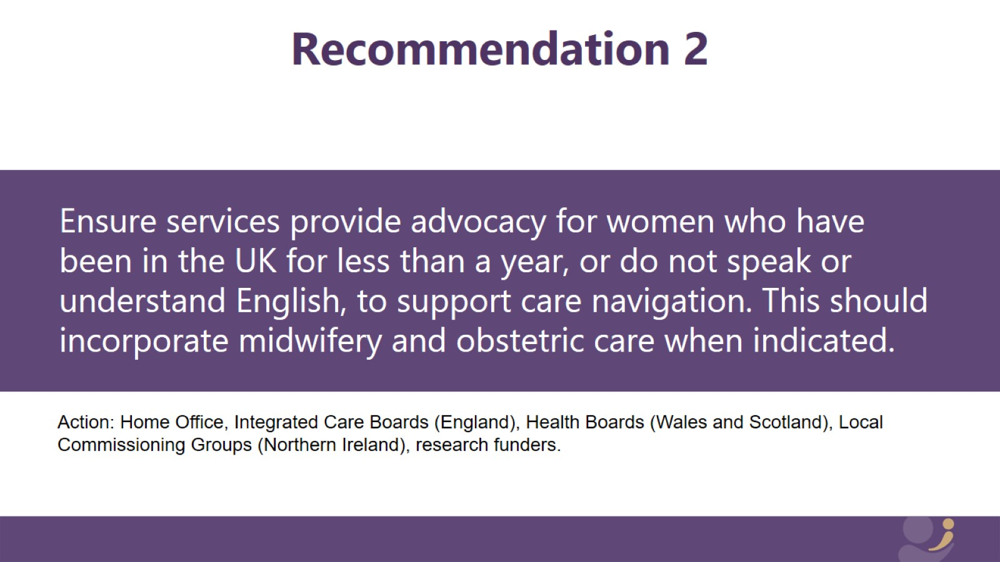 Recommendation 2
Ensure services provide advocacy for women who have
been in the UK for less than a year, or do not speak or
understand English, to support care navigation. This should
incorporate midwifery and obstetric care when indicated.
Action: Home Office, Integrated Care Boards (England), Health Boards (Wales and Scotland), Local
Commissioning Groups (Northern Ireland), research funders.